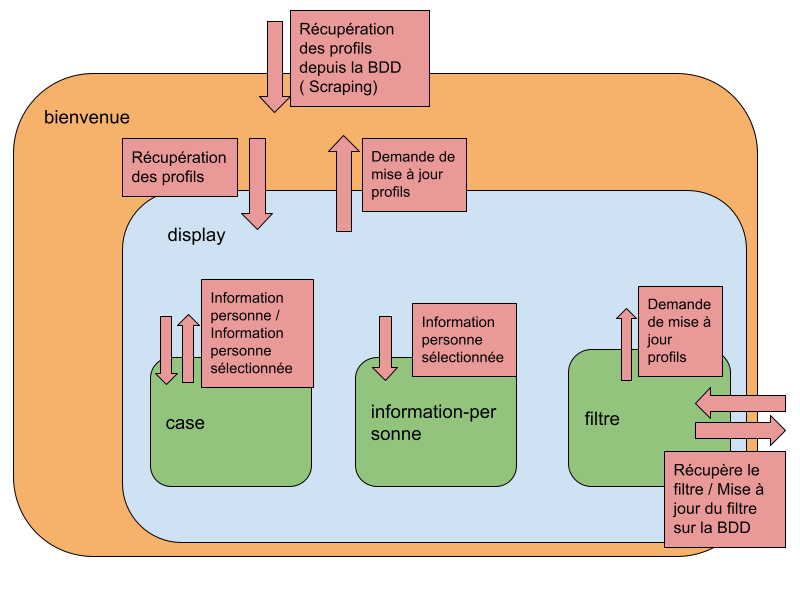 Récupération
des profils
depuis la BDD
( Scraping)
bienvenue
Récupération
des profils
Demande de
mise à jour
profils
display
Information
personne /
Information
personne
sélectionnée
Information
personne
sélectionnée
Demande
de mise à
jour
profils
case
information-per
sonne
filtre
Récupère le
filtre / Mise à
jour du filtre
sur la BDD